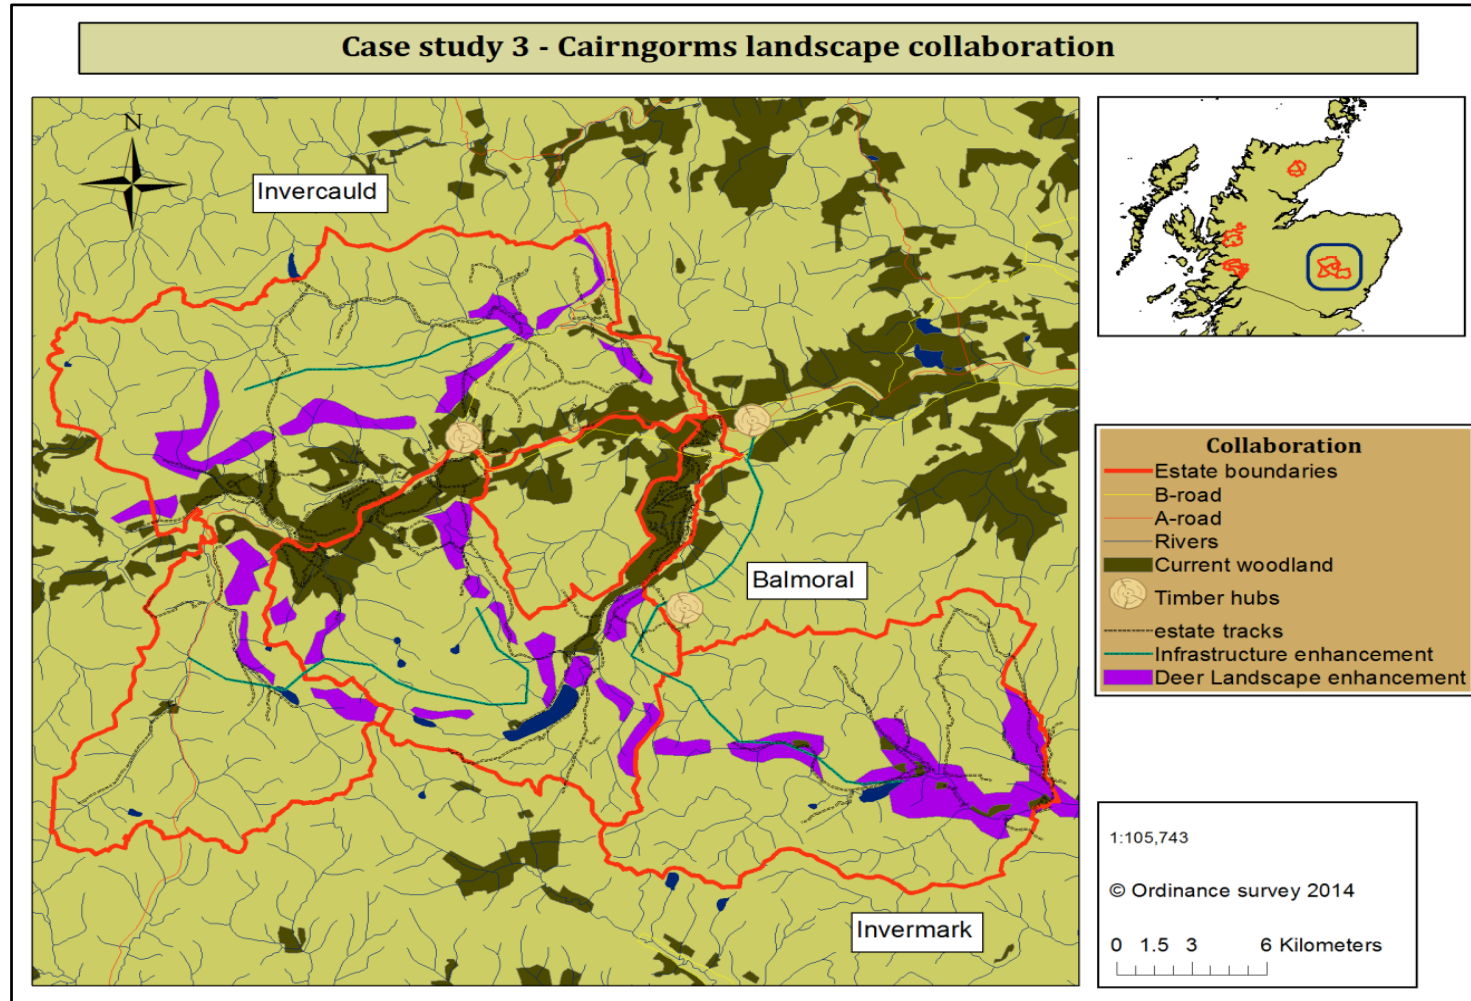 Case study 3 - Cairngorms landscape collaboration
N
Invercauld
Balmoral
Invermark
Collaboration
Estate boundaries
B-road
A-road
Rivers
Current woodland
Timber hubs
estate tracks
Infrastructure enhancement
Deer Landscape enhancement
1:105,743
© Ordinance survey 2014
0 1.5 3 6 Kilometers